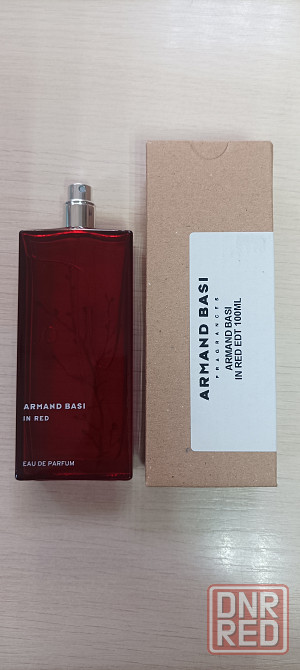 ARMAND BASI
IN RED
EAU DE PARFUM
ARMAND BASI
FRAGRANCES
ARMAND BASI
IN RED EDT 100ML
DNR
RED